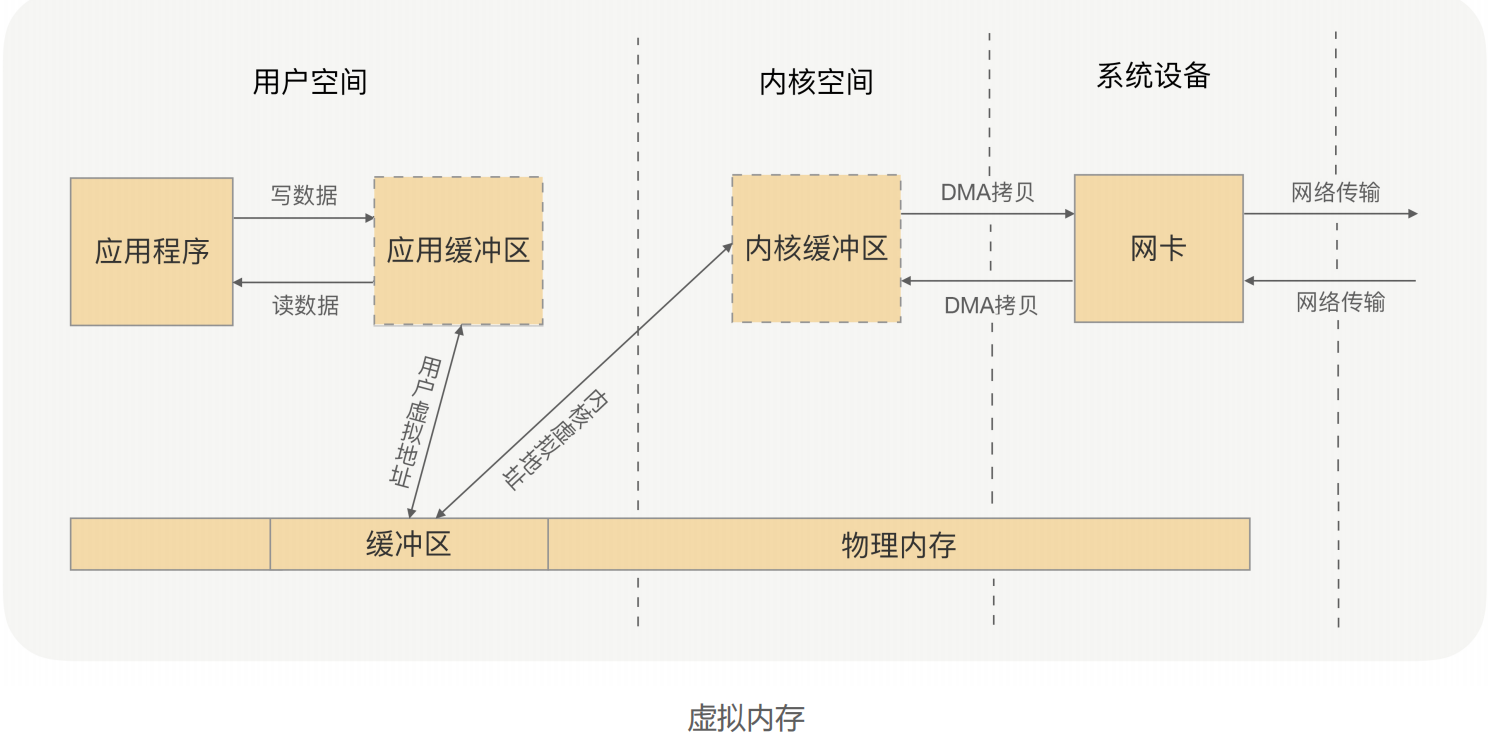 用户空间
内核空间
系统设备
应用程序
写数据
读数据
应用缓冲区
内核缓冲区
DMA拷贝
DMA拷贝
网卡
网络传输
网络传输
用户虚拟地址
内核虚拟地址
缓冲区
物理内存
虚拟内存